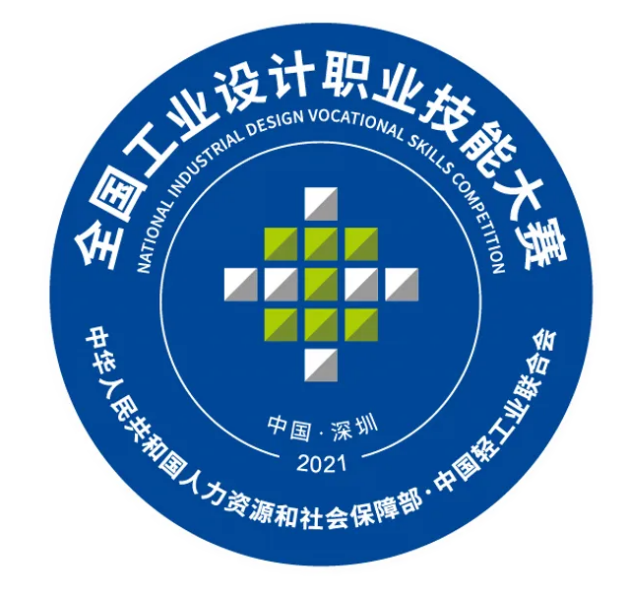 全国工业设计职业技能大赛
NATIONAL INDUSTRIAL DESIGN VOCATIONAL SKILLS COMPETITION
中国·深圳
2021
中华人民共和国人力资源和社会保障部·中国轻工业联合会